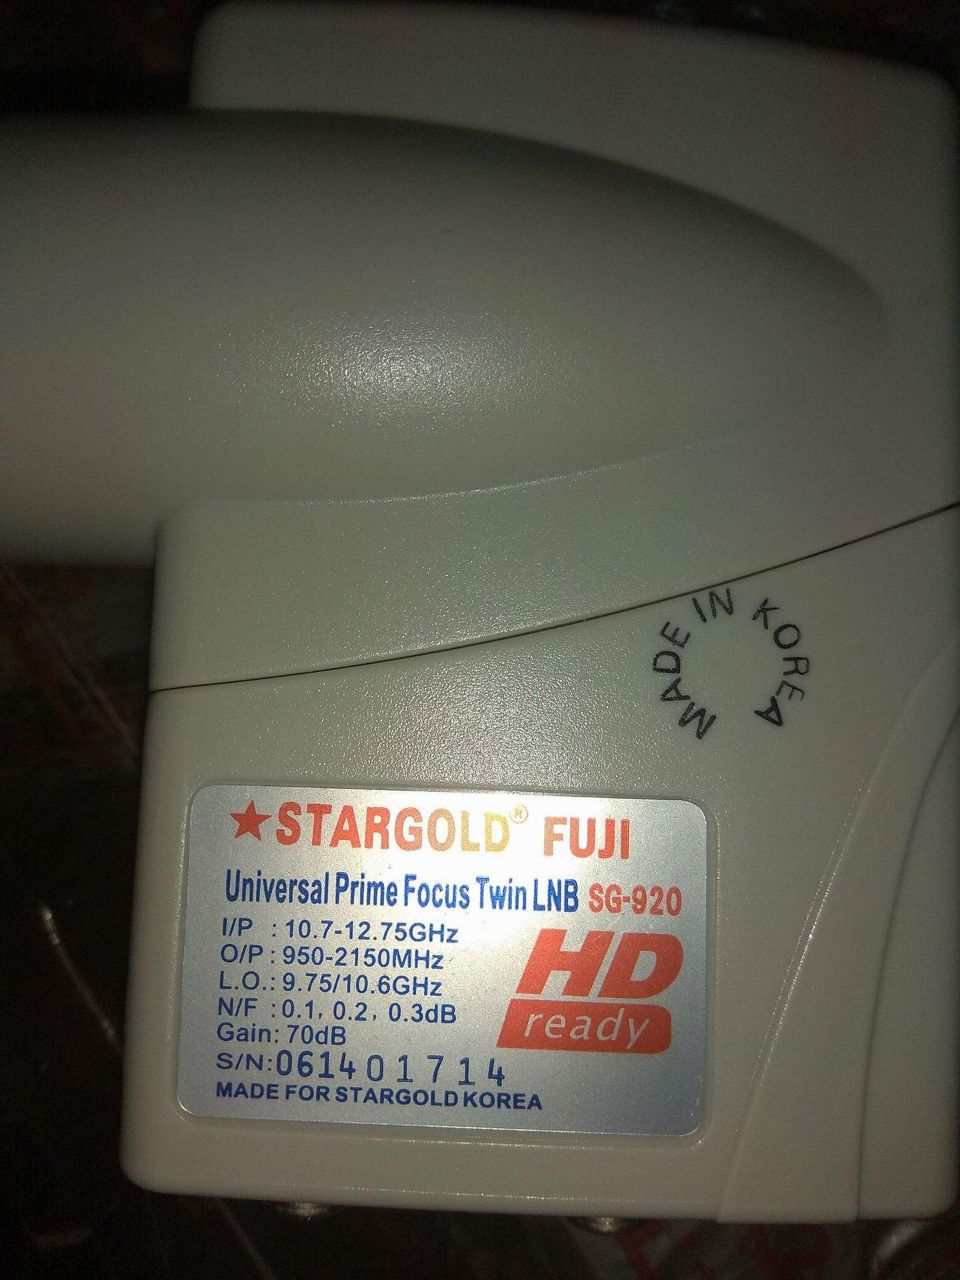 MADE IN KOREA
★STARGOLD® FUJI
Universal Prime Focus Twin LNB SG-920
I/P : 10.7-12.75GHz
O/P : 950-2150MHz
L.O.: 9.75/10.6GHz
N/F : 0.1, 0.2, 0.3dB
Gain: 70dB
HD
ready
S/N:061401714
MADE FOR STARGOLD KOREA